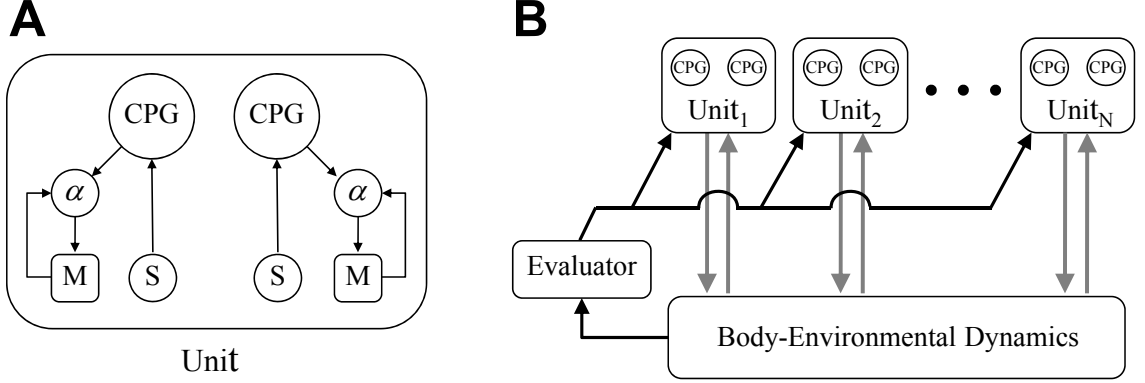 A
CPG CPG
α α
M S S M
Unit
B
CPG CPG CPG CPG CPG CPG
Unit1 Unit2 • • • UnitN
Evaluator
Body-Environmental Dynamics